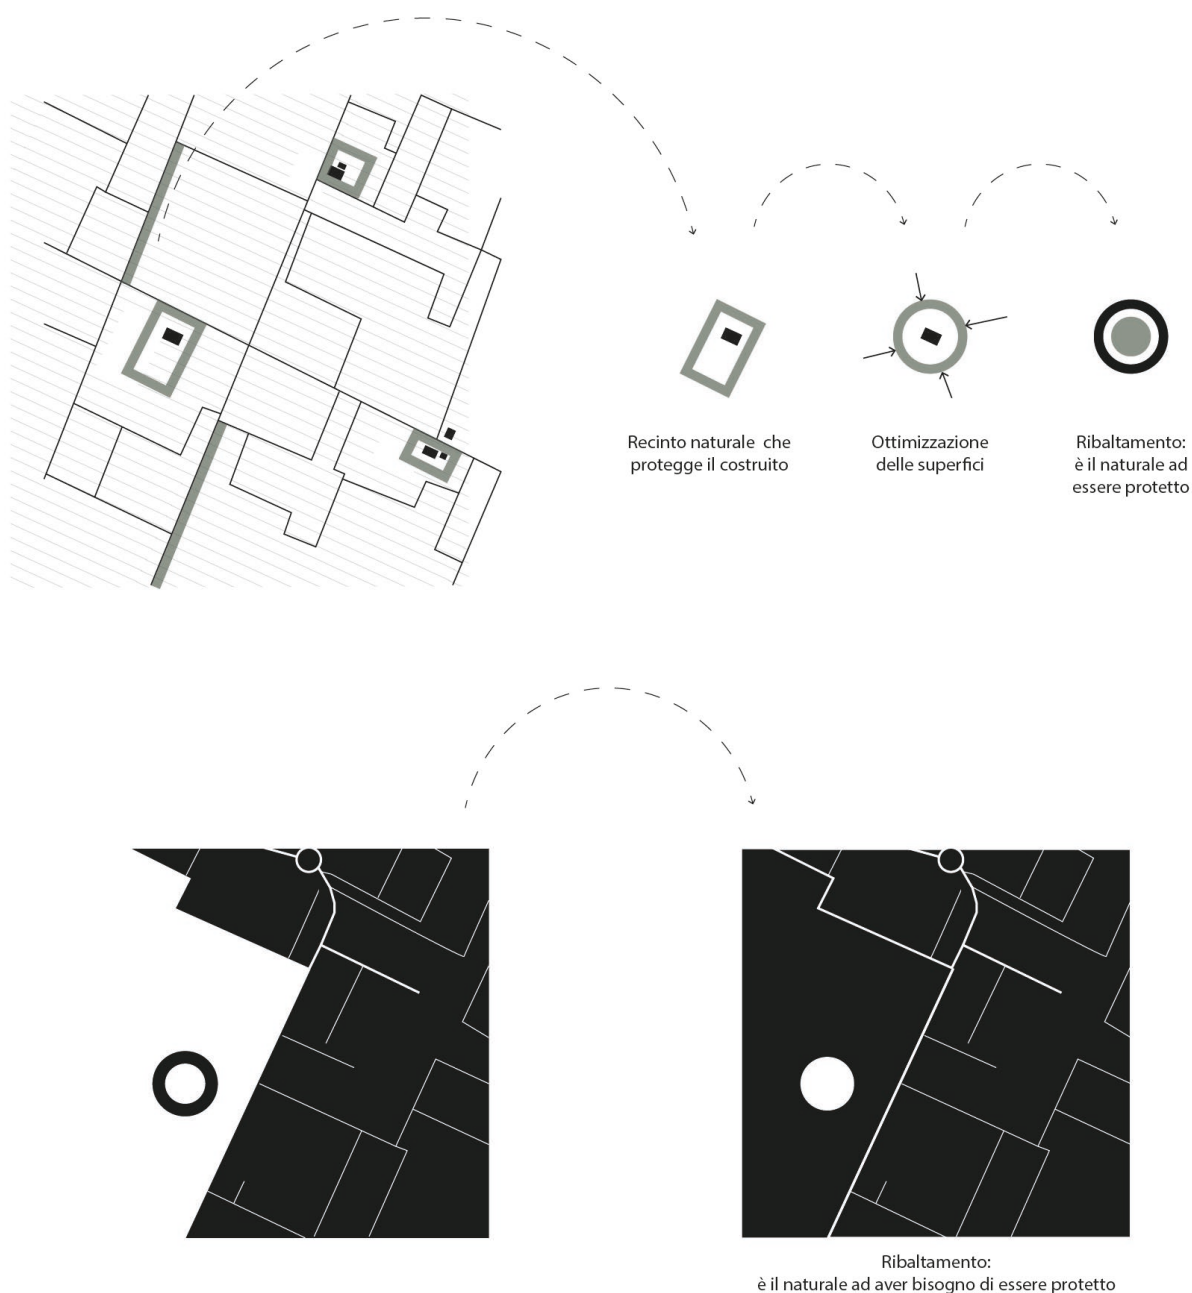 Recinto naturale che
protegge il costruito
Ottimizzazione
delle superfici
Ribaltamento:
è il naturale ad
essere protetto
Ribaltamento:
è il naturale ad aver bisogno di essere protetto